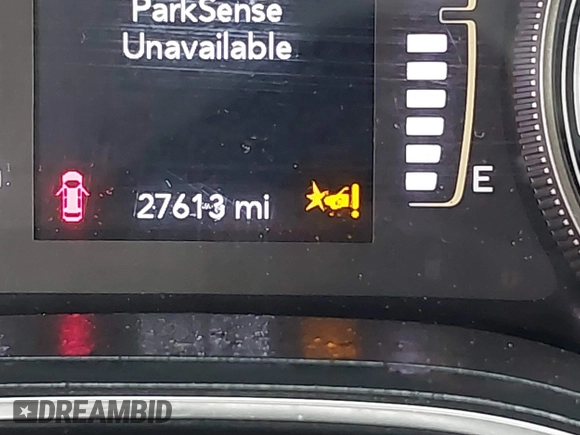 ParkSense
Unavailable
27613 mi
E
DREAMBID